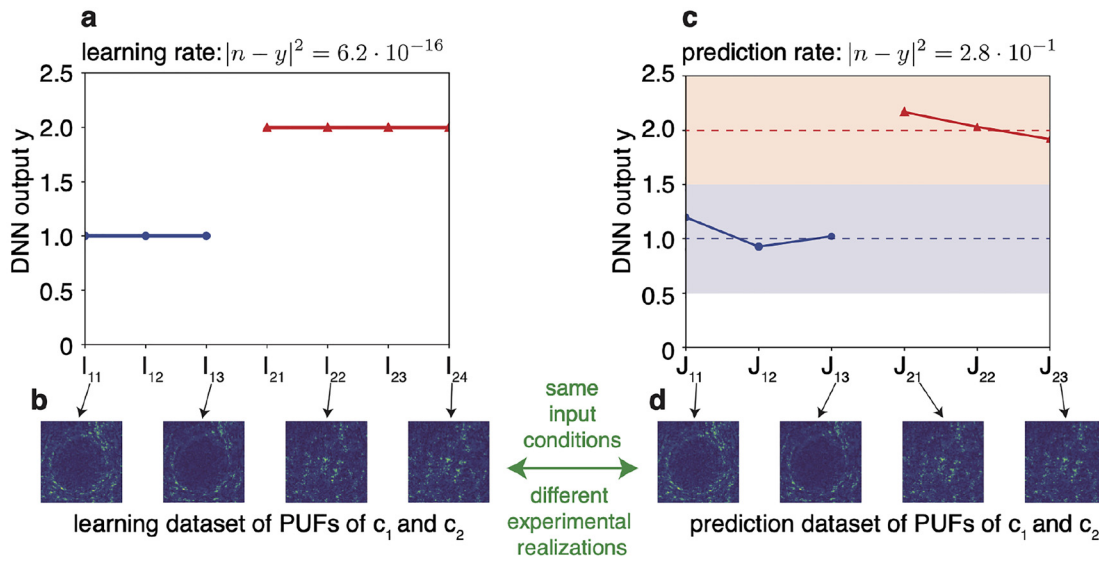 a
learning rate: |n − y|² = 6.2 · 10⁻¹⁶
2.5
2.0
1.5
1.0
0.5
0
DNN output y
I₁₁ I₁₂ I₁₃ I₂₁ I₂₂ I₂₃ I₂₄
b
learning dataset of PUFs of c₁ and c₂
same
input
conditions
different
experimental
realizations
c
prediction rate: |n − y|² = 2.8 · 10⁻¹
2.5
2.0
1.5
1.0
0.5
0
DNN output y
J₁₁ J₁₂ J₁₃ J₂₁ J₂₂ J₂₃
d
prediction dataset of PUFs of c₁ and c₂